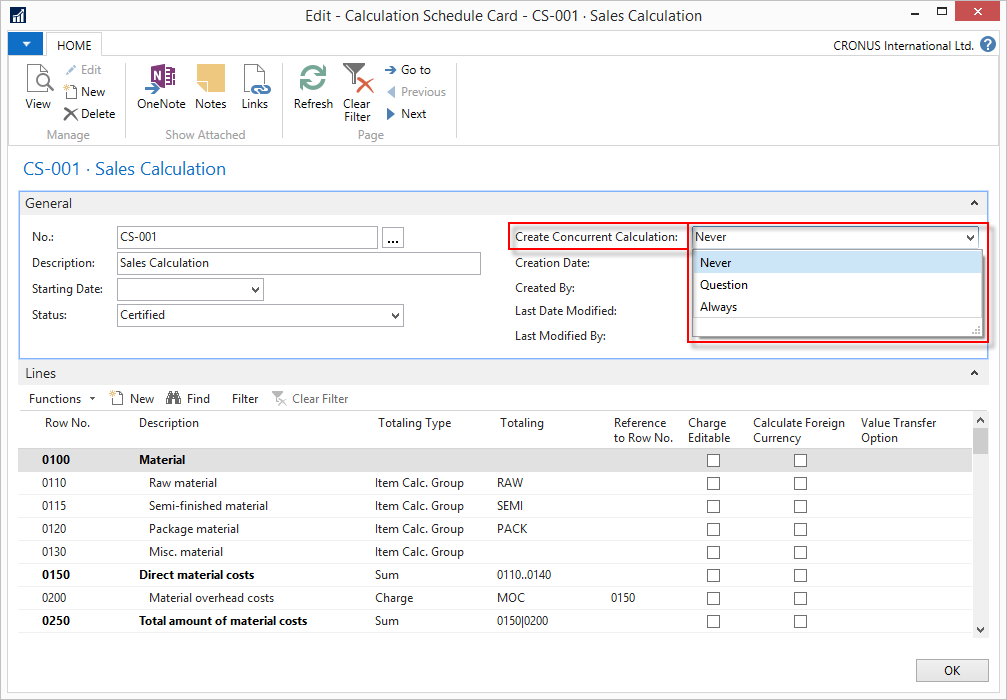 Edit - Calculation Schedule Card - CS-001 · Sales Calculation
HOME
CRONUS International Ltd.
View
Edit
New
Delete
Manage
OneNote
Notes
Links
Show Attached
Refresh
Clear Filter
Go to
Previous
Next
Page
CS-001 · Sales Calculation
General
No.: CS-001 ...
Description: Sales Calculation
Starting Date:
Status: Certified
Create Concurrent Calculation: Never
Never
Question
Always
Creation Date:
Created By:
Last Date Modified:
Last Modified By:
Lines
Functions New Find Filter Clear Filter
Row No. Description Totaling Type Totaling Reference to Row No. Charge Editable Calculate Foreign Currency Value Transfer Option
0100 Material
0110 Raw material Item Calc. Group RAW
0115 Semi-finished material Item Calc. Group SEMI
0120 Package material Item Calc. Group PACK
0130 Misc. material Item Calc. Group
0150 Direct material costs Sum 0110..0140
0200 Material overhead costs Charge MOC 0150
0250 Total amount of material costs Sum 0150|0200
OK